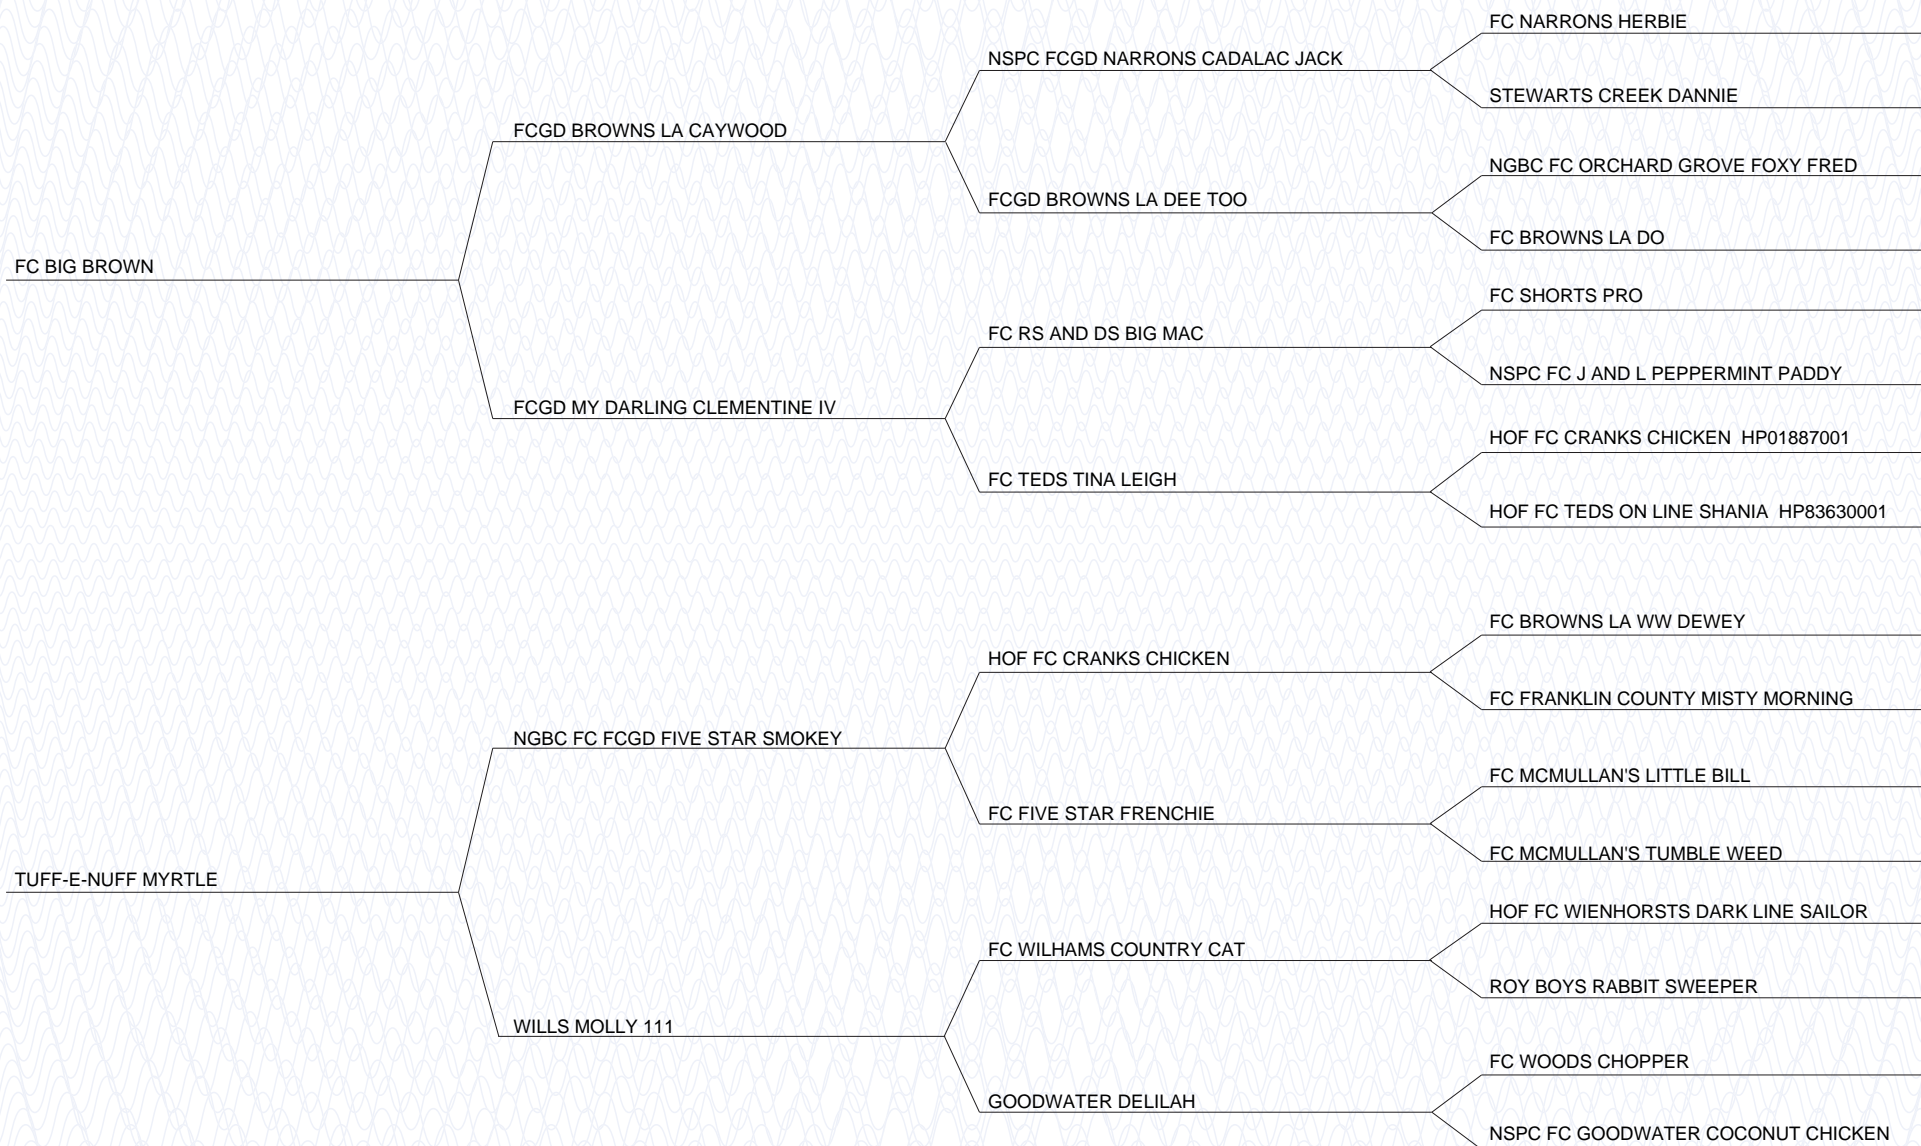 FC NARRONS HERBIE
NSPC FCGD NARRONS CADALAC JACK
STEWARTS CREEK DANNIE
FCGD BROWNS LA CAYWOOD
NGBC FC ORCHARD GROVE FOXY FRED
FCGD BROWNS LA DEE TOO
FC BROWNS LA DO
FC BIG BROWN
FC SHORTS PRO
FC RS AND DS BIG MAC
NSPC FC J AND L PEPPERMINT PADDY
FCGD MY DARLING CLEMENTINE IV
HOF FC CRANKS CHICKEN  HP01887001
FC TEDS TINA LEIGH
HOF FC TEDS ON LINE SHANIA  HP83630001
FC BROWNS LA WW DEWEY
HOF FC CRANKS CHICKEN
FC FRANKLIN COUNTY MISTY MORNING
NGBC FC FCGD FIVE STAR SMOKEY
FC MCMULLAN'S LITTLE BILL
FC FIVE STAR FRENCHIE
FC MCMULLAN'S TUMBLE WEED
TUFF-E-NUFF MYRTLE
HOF FC WIENHORSTS DARK LINE SAILOR
FC WILHAMS COUNTRY CAT
ROY BOYS RABBIT SWEEPER
WILLS MOLLY 111
FC WOODS CHOPPER
GOODWATER DELILAH
NSPC FC GOODWATER COCONUT CHICKEN